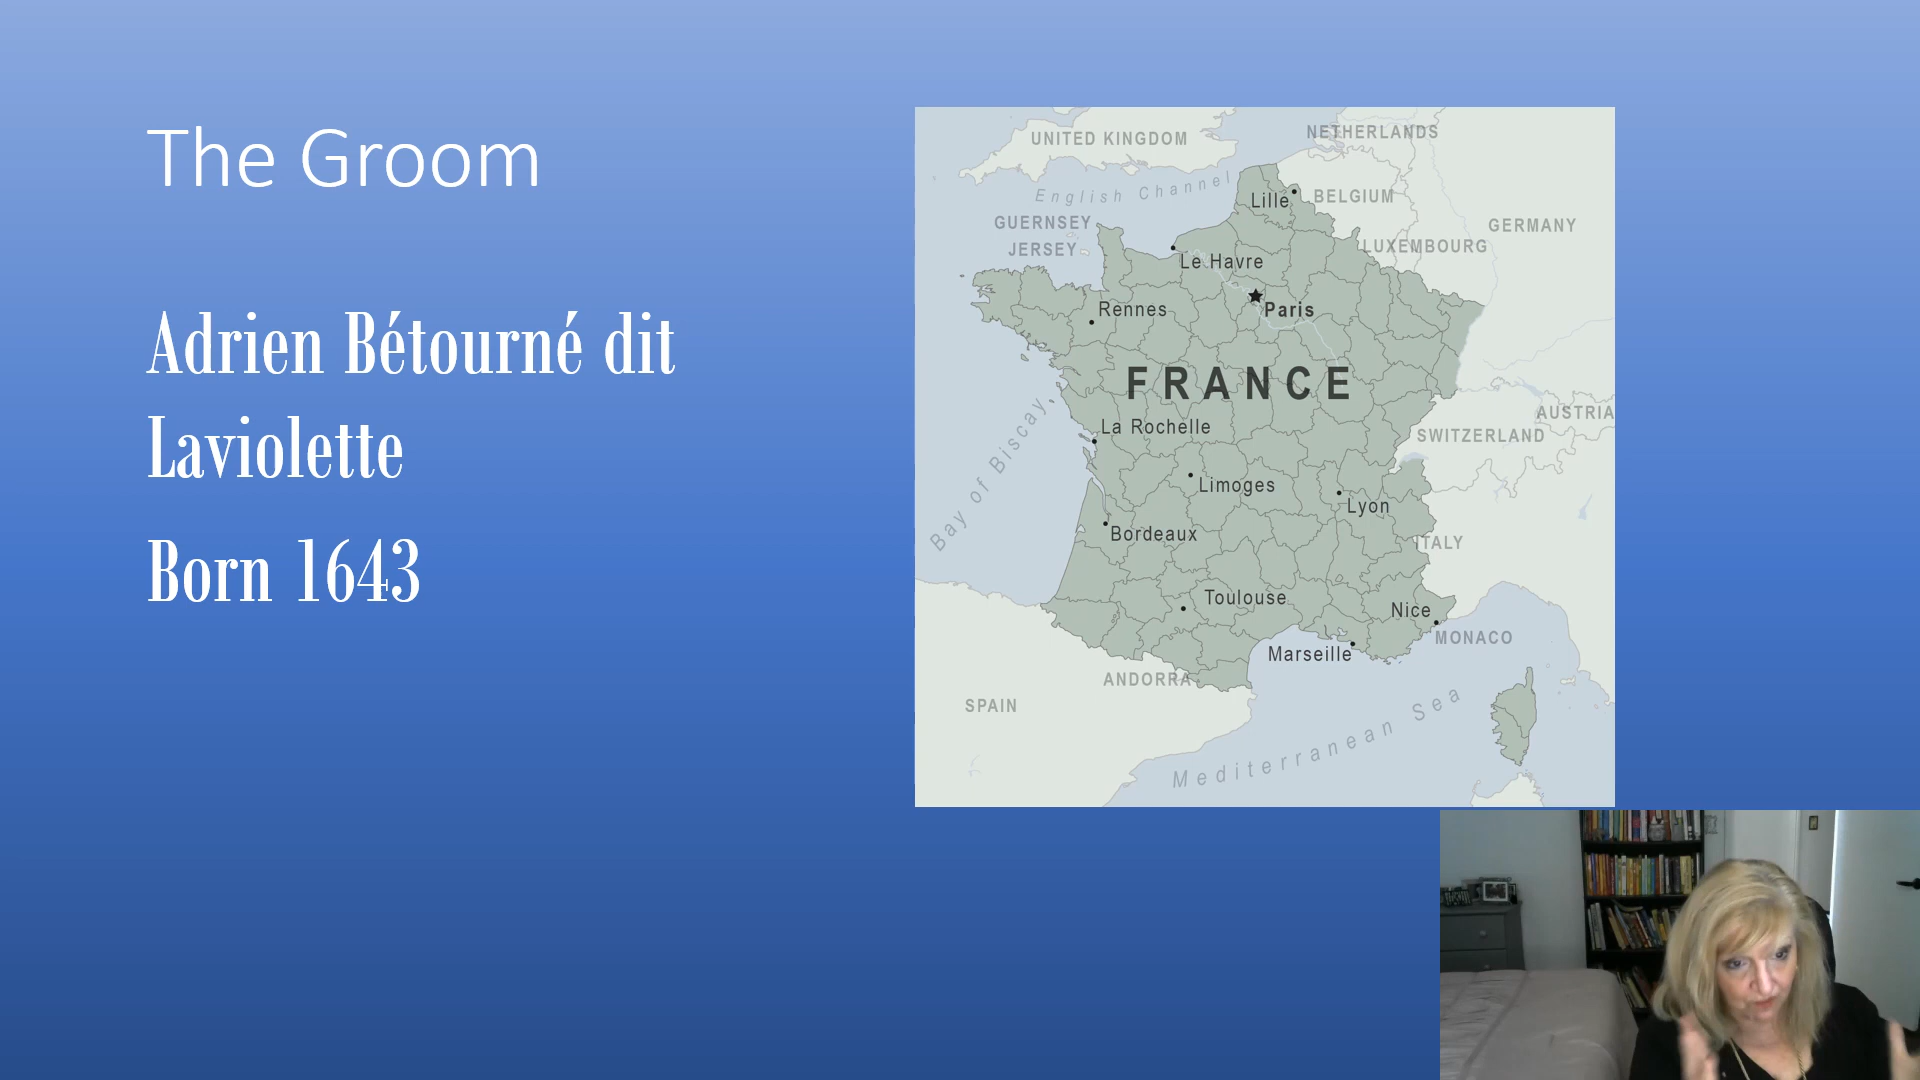 The Groom
Adrien Bétourné dit
Laviolette
Born 1643
UNITED KINGDOM
NETHERLANDS
English Channel
Lille
BELGIUM
GUERNSEY
GERMANY
JERSEY
LUXEMBOURG
Le Havre
Rennes
Paris
FRANCE
AUSTRIA
La Rochelle
SWITZERLAND
Bay of Biscay
Limoges
Lyon
Bordeaux
ITALY
Toulouse
Nice
MONACO
Marseille
ANDORRA
SPAIN
Mediterranean Sea